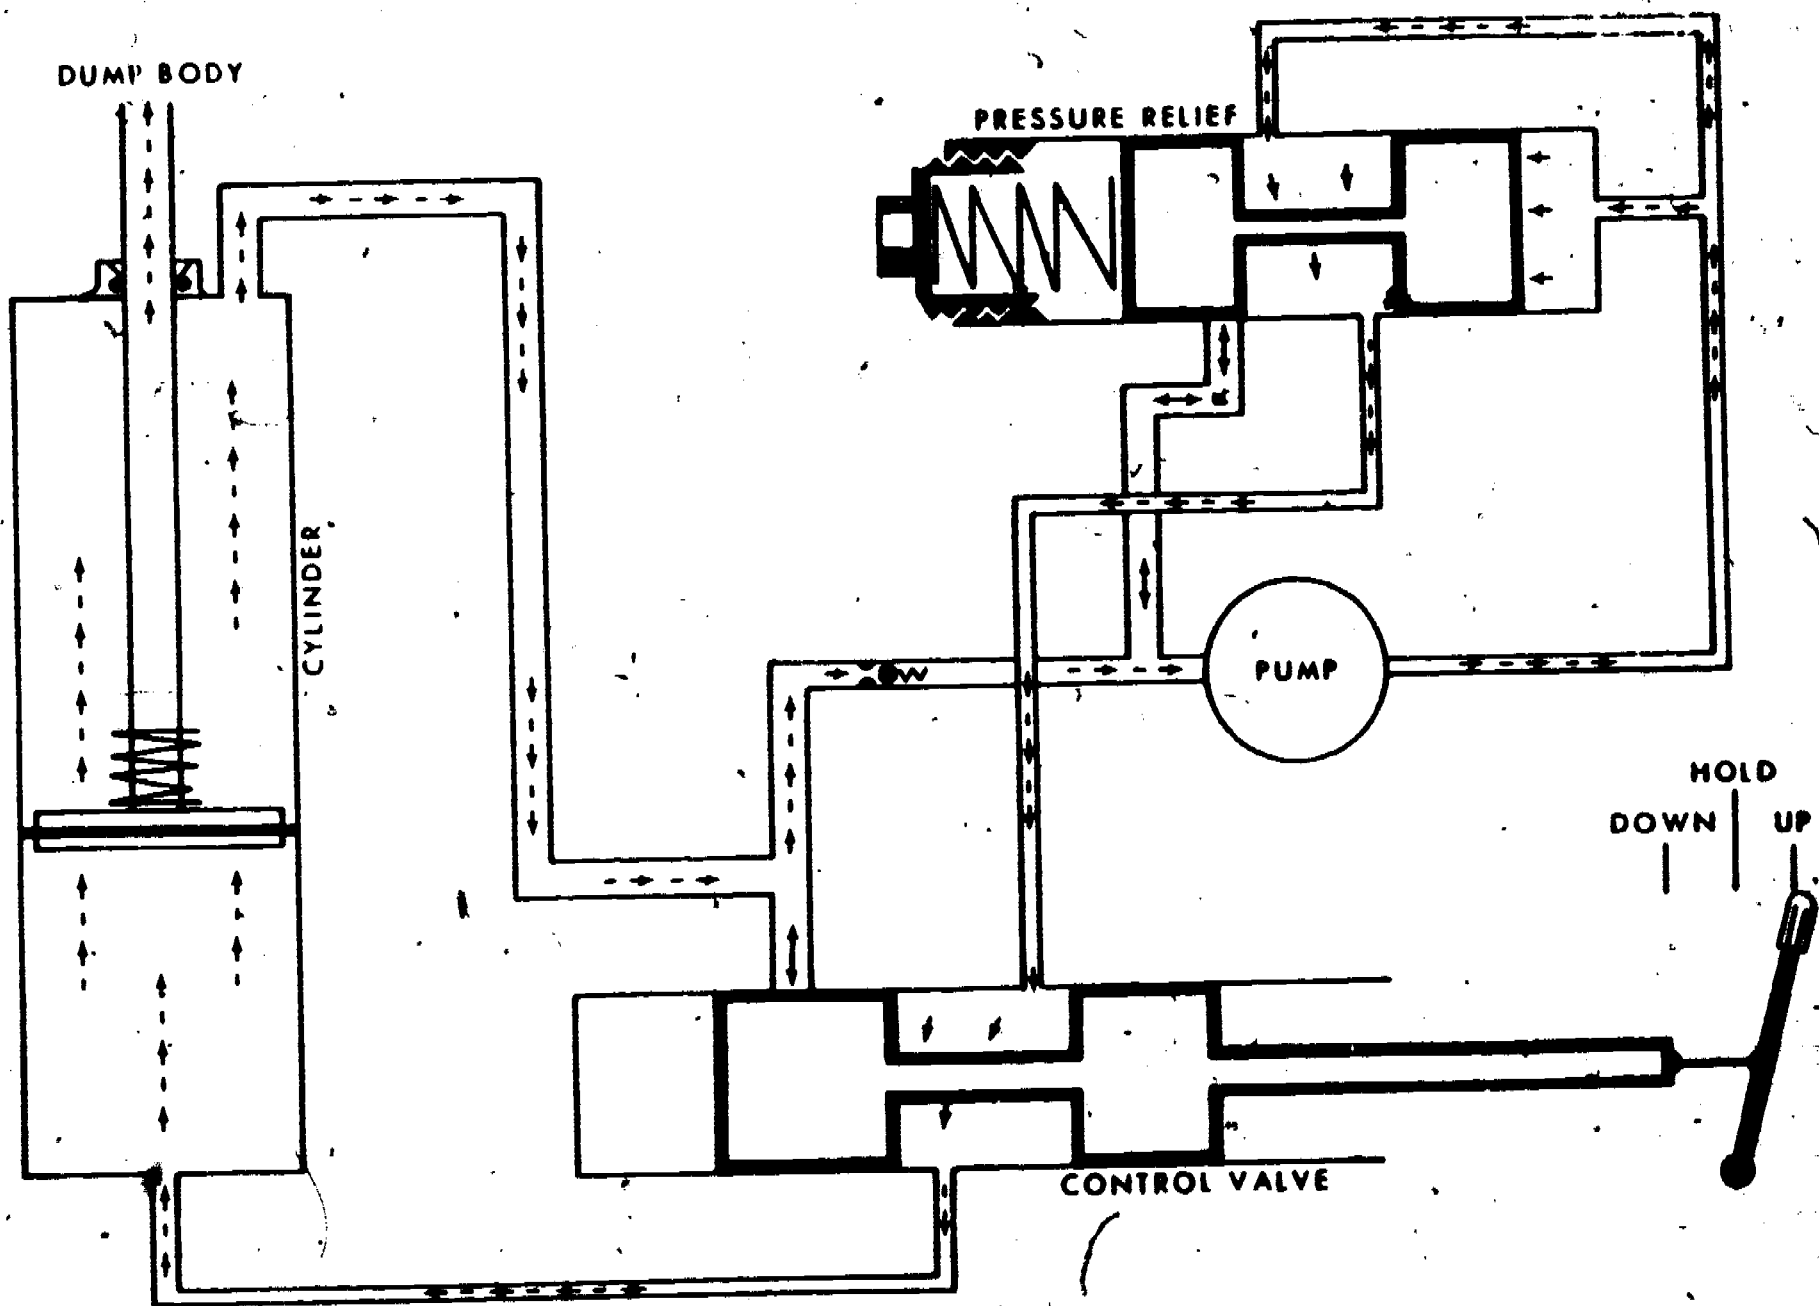 DUMP BODY
PRESSURE RELIEF
CYLINDER
PUMP
HOLD
DOWN UP
CONTROL VALVE